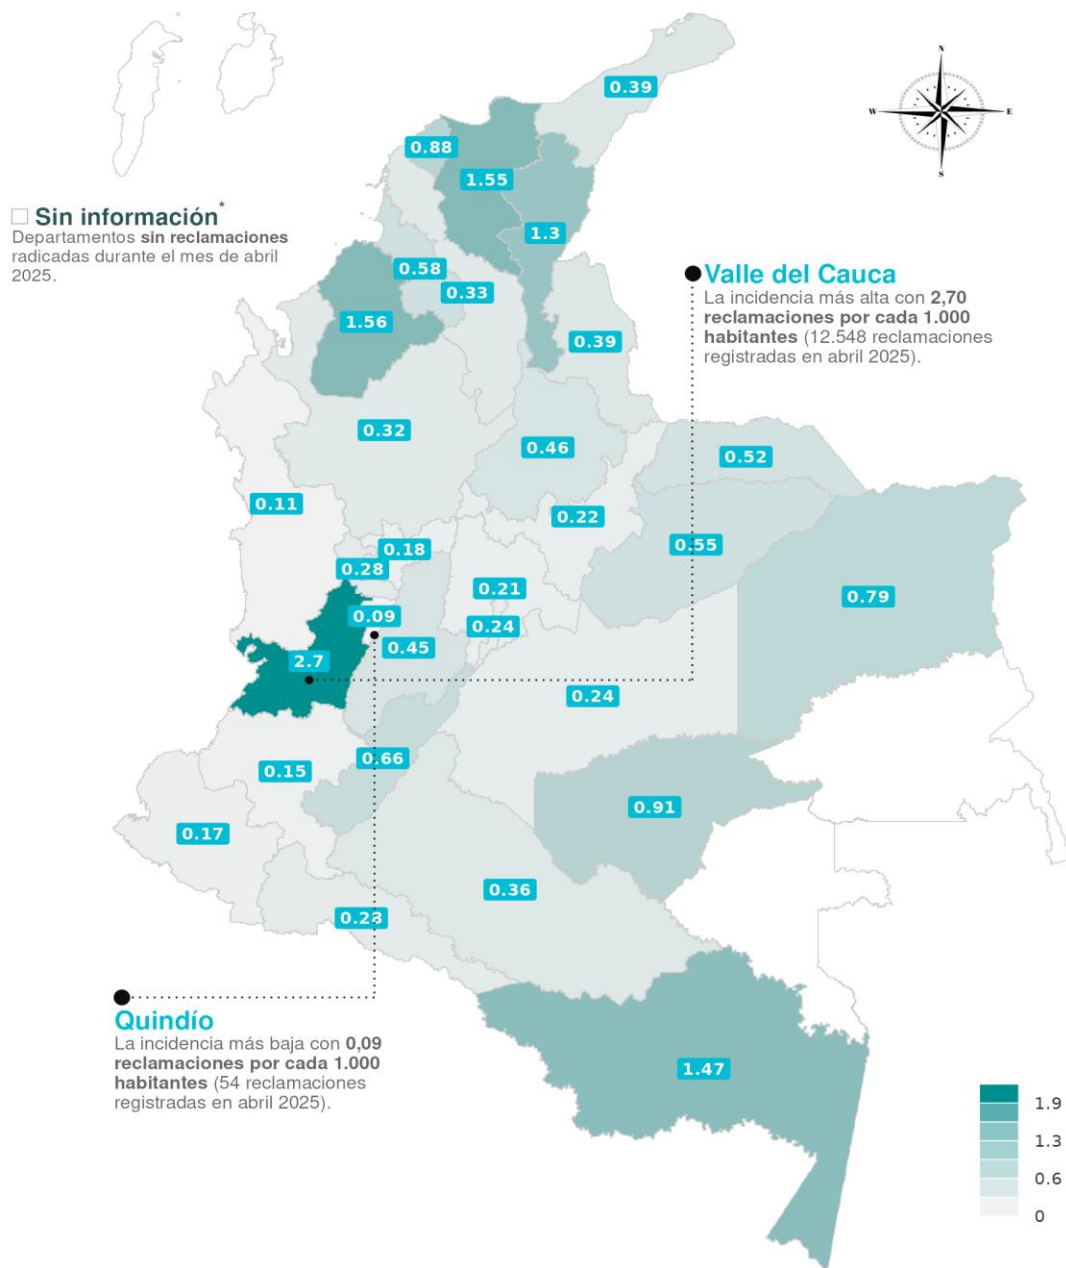 N
W
E
S
0.39
0.88
1.55
1.3
Sin información*
Departamentos sin reclamaciones
radicadas durante el mes de abril
2025.
0.58
0.33
1.56
0.39
Valle del Cauca
La incidencia más alta con 2,70
reclamaciones por cada 1.000
habitantes (12.548 reclamaciones
registradas en abril 2025).
0.32
0.46
0.52
0.11
0.22
0.18
0.55
0.28
0.21
0.79
0.09
0.24
0.45
2.7
0.24
0.66
0.15
0.91
0.17
0.36
0.23
Quindío
La incidencia más baja con 0,09
reclamaciones por cada 1.000
habitantes (54 reclamaciones
registradas en abril 2025).
1.47
1.9
1.3
0.6
0